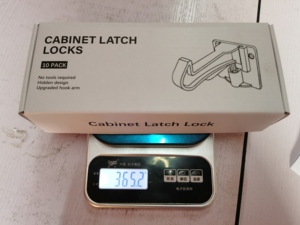 CABINET LATCH
LOCKS
10 PACK
No tools required
Hidden design
Upgraded hook arm
Cabinet Latch Lock
365.2